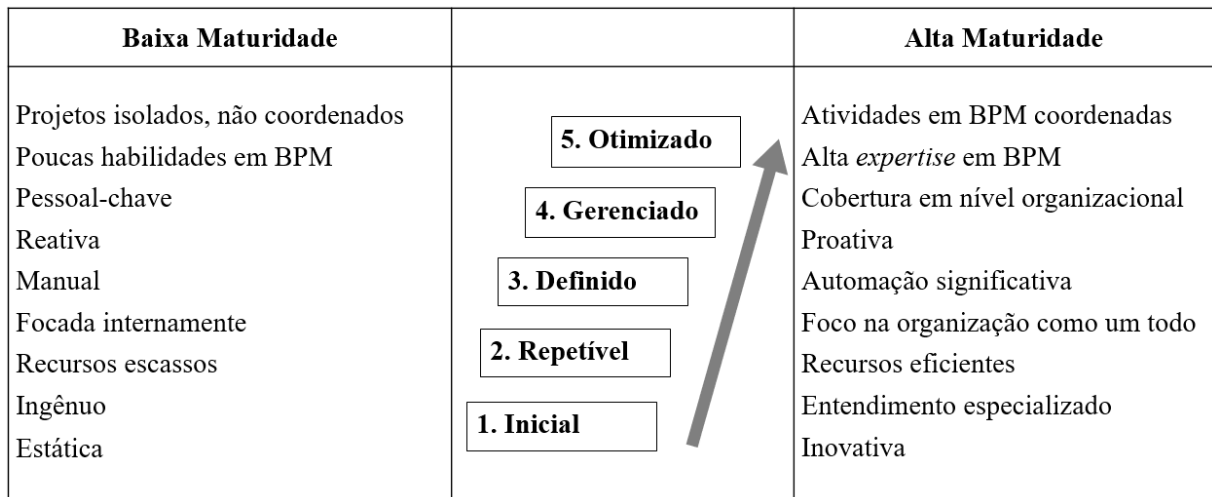 Baixa Maturidade
Alta Maturidade
Projetos isolados, não coordenados
Poucas habilidades em BPM
Pessoal-chave
Reativa
Manual
Focada internamente
Recursos escassos
Ingênuo
Estática
5. Otimizado
4. Gerenciado
3. Definido
2. Repetível
1. Inicial
Atividades em BPM coordenadas
Alta expertise em BPM
Cobertura em nível organizacional
Proativa
Automação significativa
Foco na organização como um todo
Recursos eficientes
Entendimento especializado
Inovativa